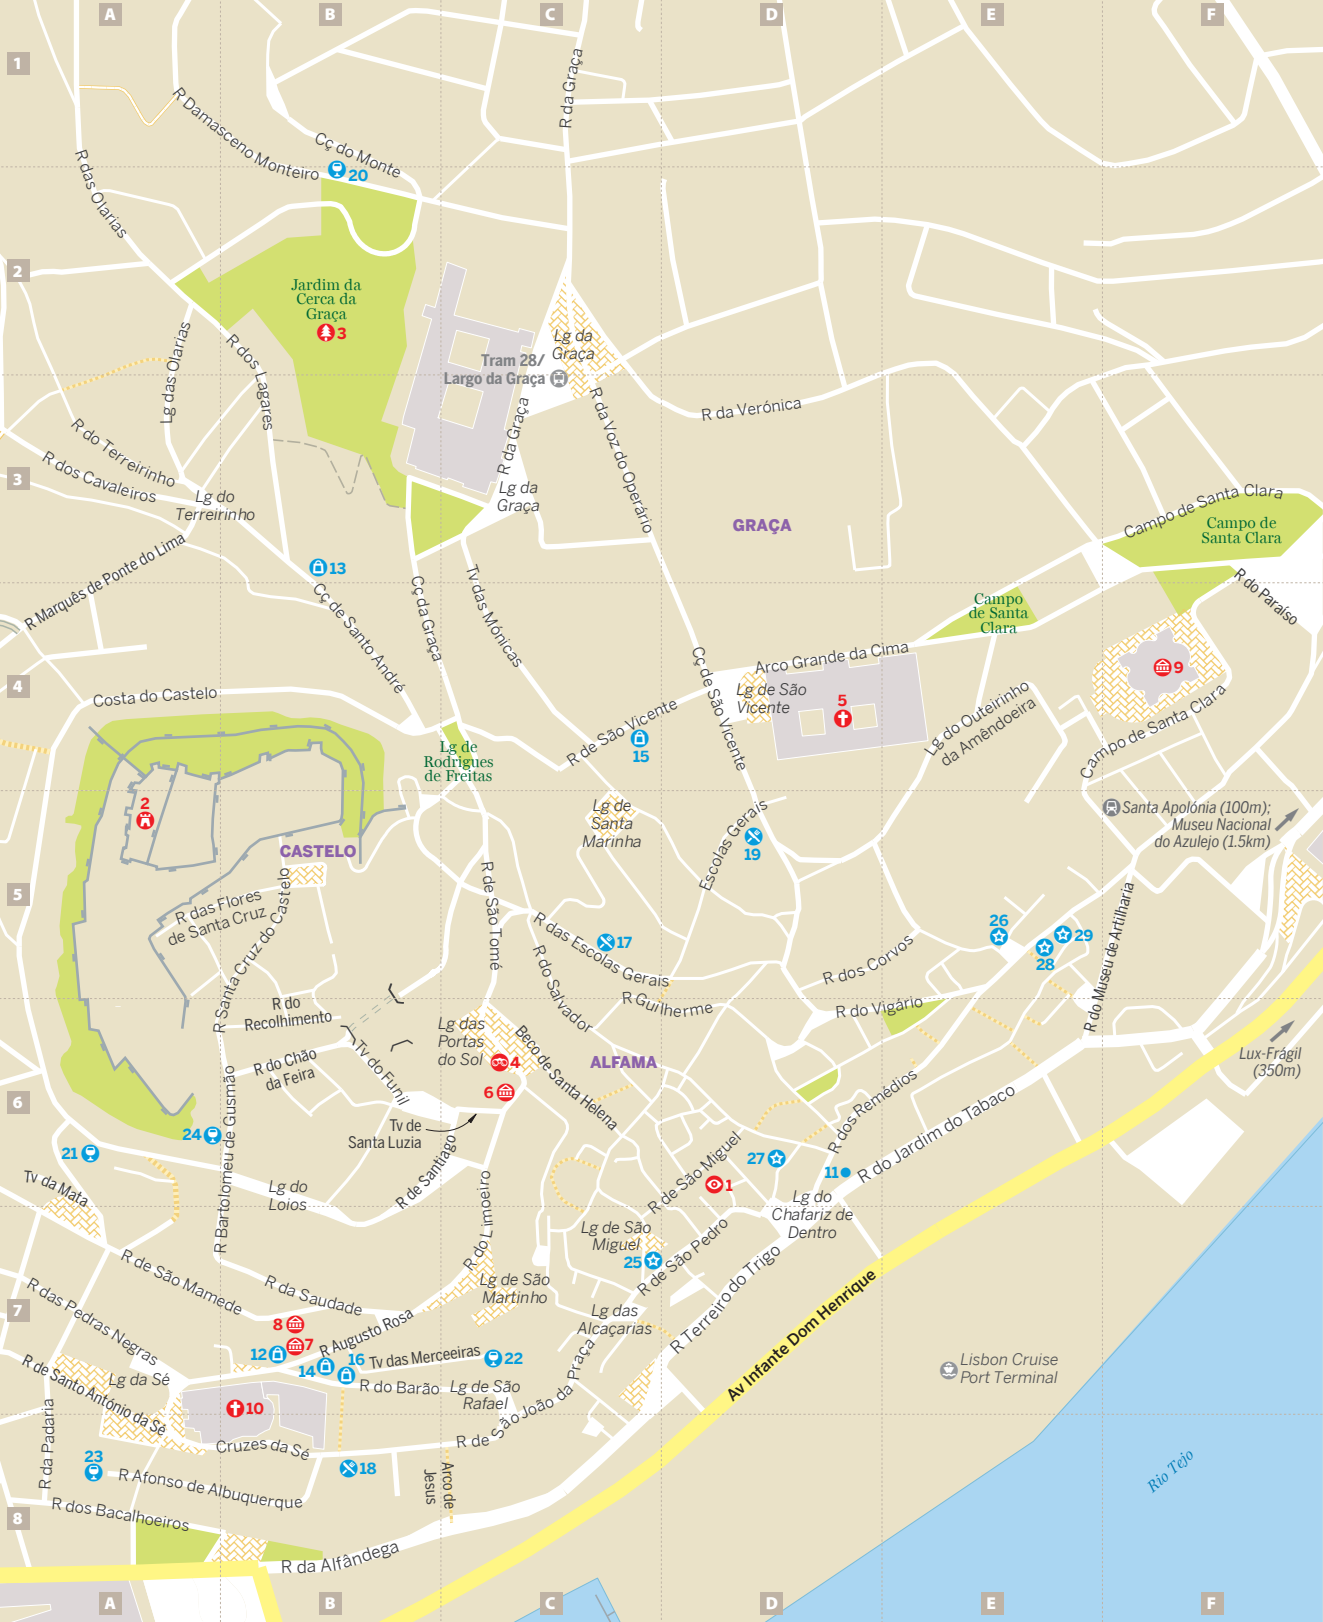 A
B
C
D
E
F
1
R da Graça
R Damasceno Monteiro
Cç do Monte
20
R das Olarias
2
Jardim da
Cerca da
Graça
3
Lg da
Graça
Tram 28/
Largo da Graça
Lg das Olarias
R dos Lagares
R da Graça
R da Voz do Operário
R da Verónica
R do Terreirinho
R dos Cavaleiros
3
Lg do
Terreirinho
Lg da
Graça
GRAÇA
Campo de Santa Clara
Campo de
Santa Clara
R Marquês de Ponte do Lima
13
Cç de Santo André
Cç da Graça
Tv das Mónicas
Campo
de Santa
Clara
R do Paraíso
4
Costa do Castelo
Arco Grande da Cima
Cç de São Vicente
Lg de São
Vicente
5
9
R de São Vicente
15
Lg do Outeirinho
da Amêndoeira
Campo de Santa Clara
Lg de
Rodrigues
de Freitas
2
CASTELO
Lg de
Santa
Marinha
Escolas Gerais
19
Santa Apolónia (100m);
Museu Nacional
do Azulejo (1.5km)
5
R das Flores
de Santa Cruz
R Santa Cruz do Castelo
R de São Tomé
R das Escolas Gerais
17
R do Salvador
R Guilherme
R dos Corvos
R do Vigário
26
28
29
R do Museu de Artilharia
R do
Recolhimento
R do Chão
da Feira
Tv do Funil
Lg das
Portas
do Sol
4
Beco de Santa Helena
ALFAMA
Lux-Frágil
(350m)
6
6
Tv de
Santa Luzia
24
21
R Bartolomeu de Gusmão
R de Santiago
R do Limoeiro
Lg do
Loios
Tv da Mata
R de São Miguel
1
27
11
R dos Remédios
R do Jardim do Tabaco
Lg do
Chafariz de
Dentro
Lg de São
Miguel
25
R de São Pedro
R de São Mamede
R da Saudade
Lg de São
Martinho
Lg das
Alcaçarias
R Terreiro do Trigo
Av Infante Dom Henrique
7
R das Pedras Negras
8
7
12
R Augusto Rosa
14
16
Tv das Merceeiras
22
R do Barão
Lg de São
Rafael
Lisbon Cruise
Port Terminal
R de Santo António da Sé
Lg da Sé
10
R de São João da Praça
Cruzes da Sé
R da Padaria
23
18
Arco de
Jesus
R Afonso de Albuquerque
Rio Tejo
8
R dos Bacalhoeiros
R da Alfândega
A
B
C
D
E
F